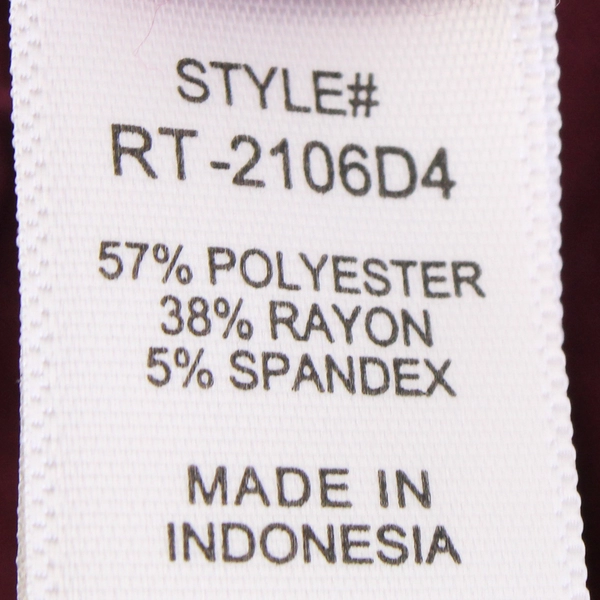 STYLE#
RT-2106D4
57% POLYESTER
38% RAYON
5% SPANDEX
MADE IN
INDONESIA